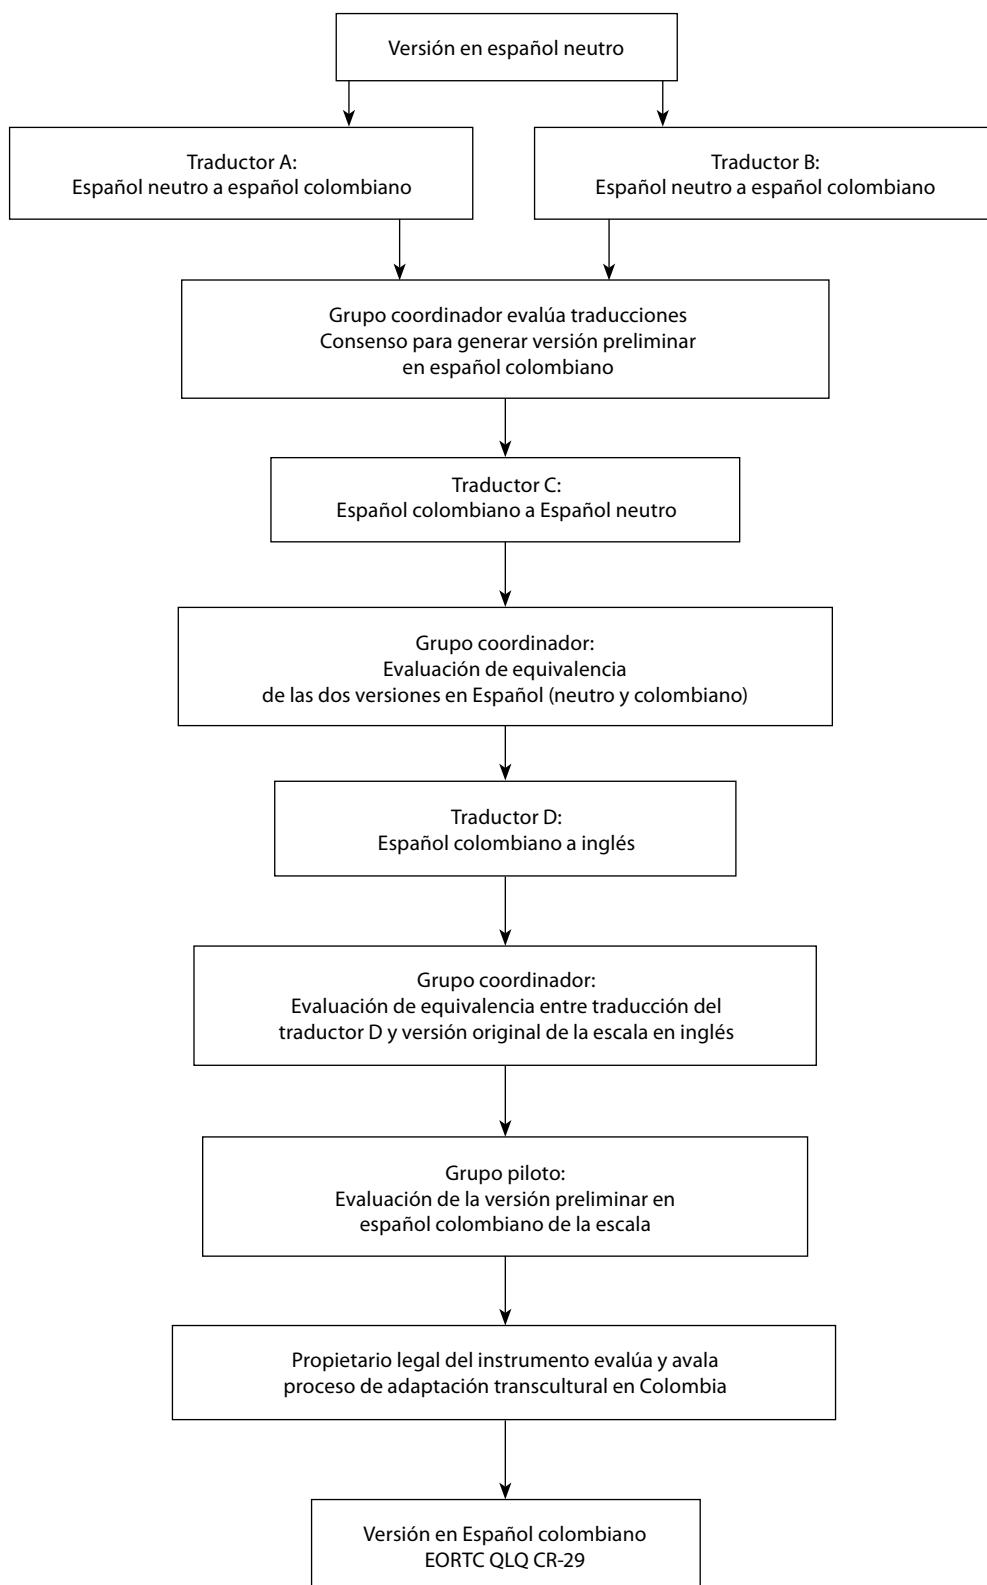 Versión en español neutro
Traductor A:
Español neutro a español colombiano
Traductor B:
Español neutro a español colombiano
Grupo coordinador evalúa traducciones
Consenso para generar versión preliminar
en español colombiano
Traductor C:
Español colombiano a Español neutro
Grupo coordinador:
Evaluación de equivalencia
de las dos versiones en Español (neutro y colombiano)
Traductor D:
Español colombiano a inglés
Grupo coordinador:
Evaluación de equivalencia entre traducción del
traductor D y versión original de la escala en inglés
Grupo piloto:
Evaluación de la versión preliminar en
español colombiano de la escala
Propietario legal del instrumento evalúa y avala
proceso de adaptación transcultural en Colombia
Versión en Español colombiano
EORTC QLQ CR-29